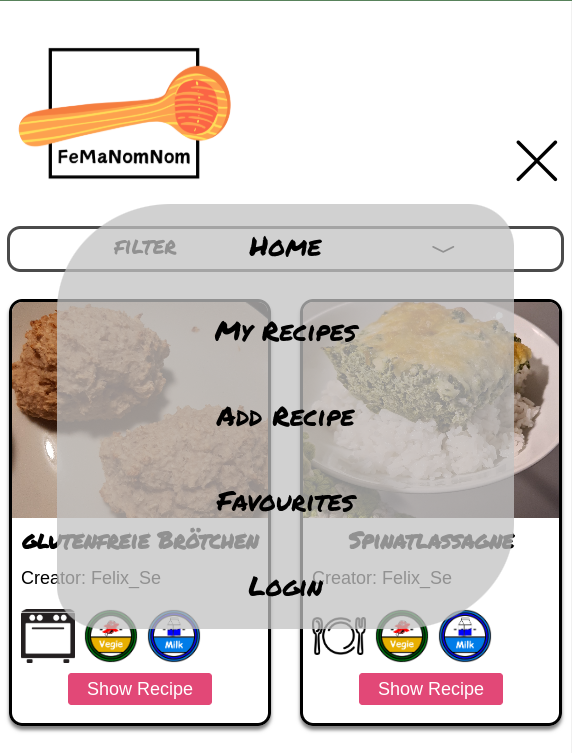 FeMaNomNom
Filter
Home
My Recipes
Add Recipe
Favourites
glutenfreie Brötchen
Spinatlassagne
Creator: Felix_Se
Creator: Felix_Se
Login
Vegie
Milk
Vegie
Milk
Show Recipe
Show Recipe